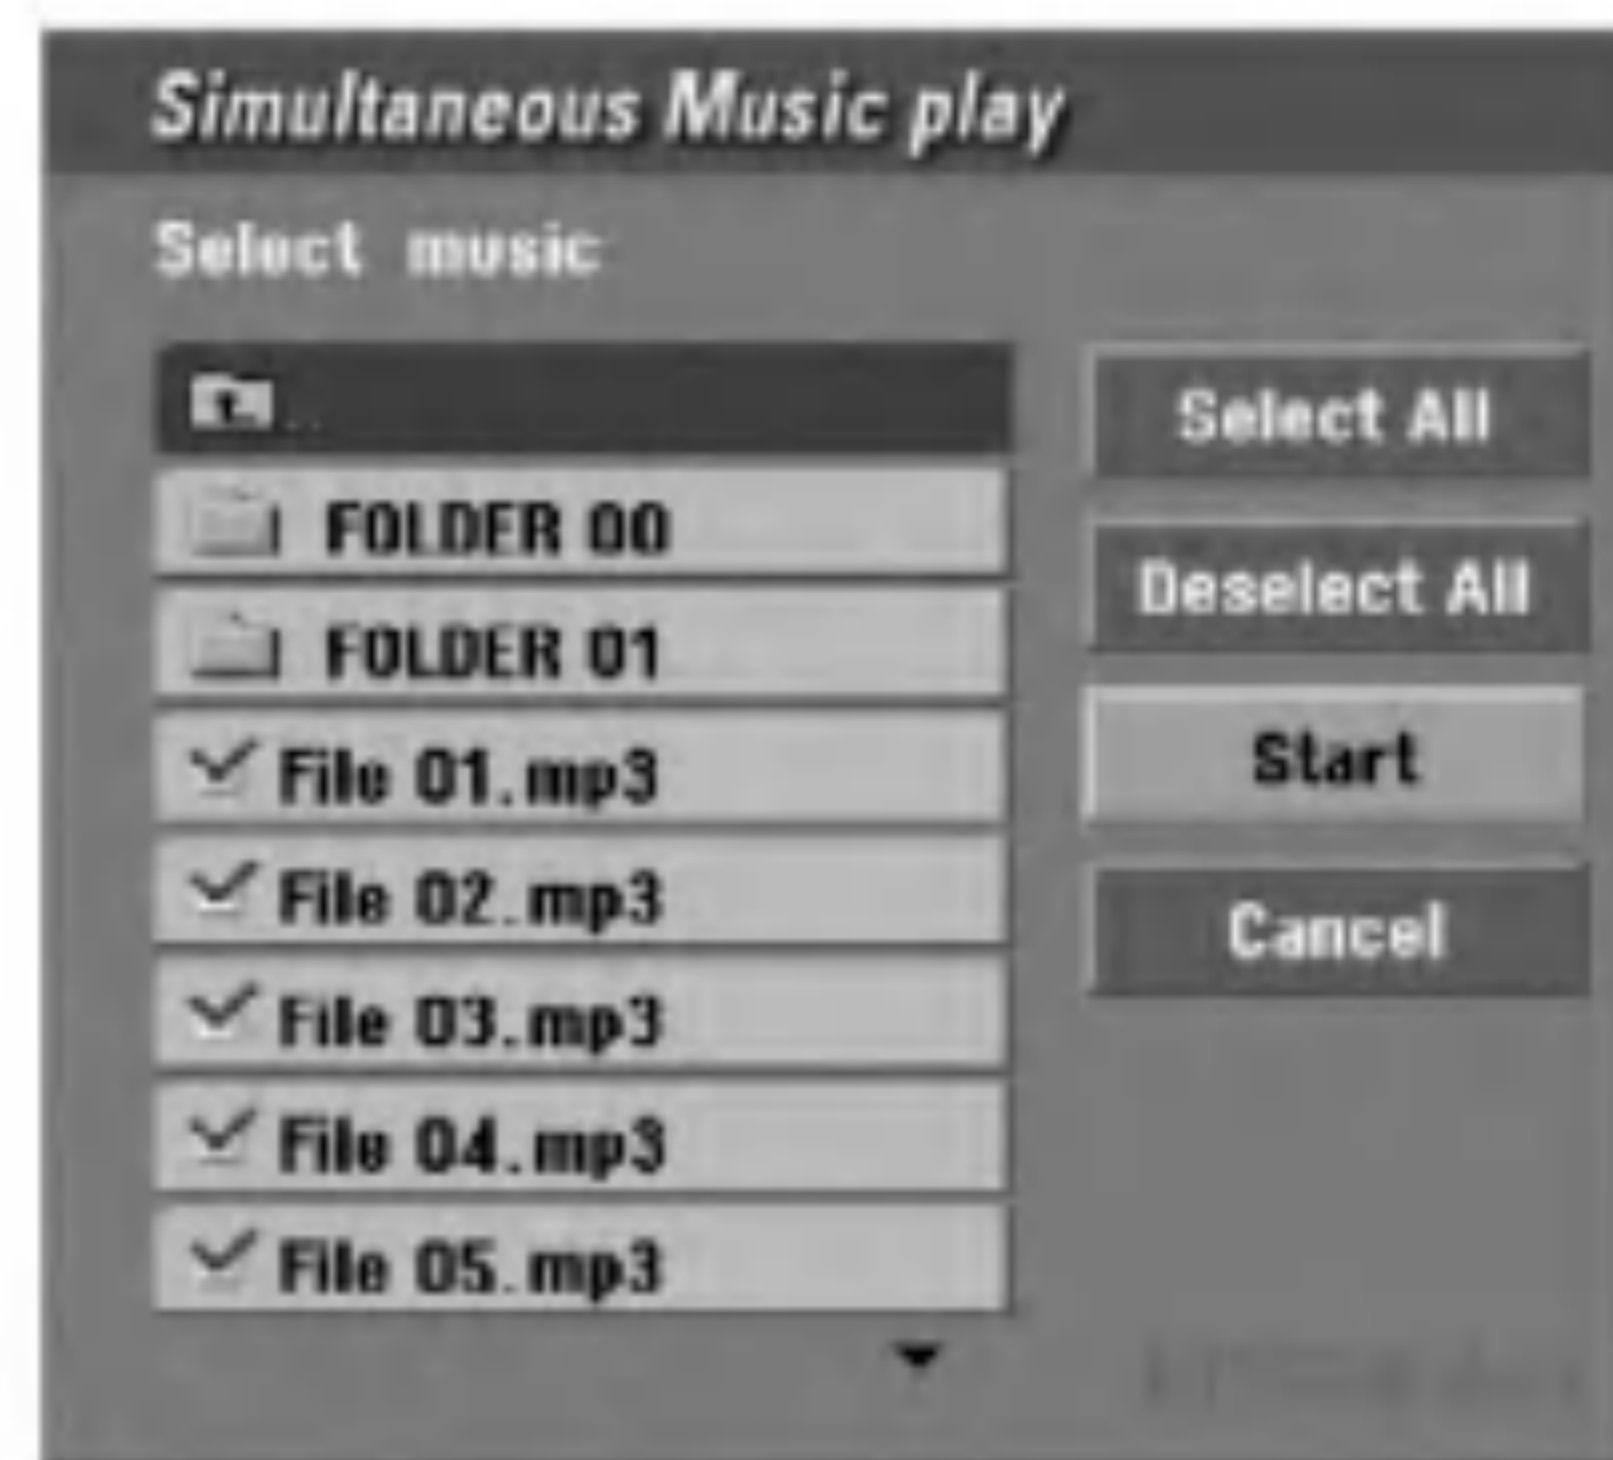 Simultaneous Music play
Select music
..
FOLDER 00
FOLDER 01
File 01.mp3
File 02.mp3
File 03.mp3
File 04.mp3
File 05.mp3
Select All
Deselect All
Start
Cancel